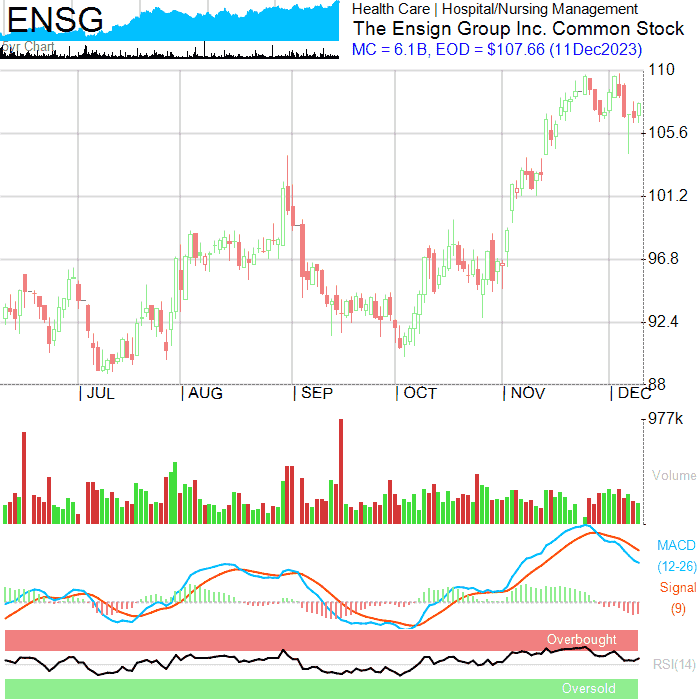 ENSG
5yr Chart
Health Care | Hospital/Nursing Management
The Ensign Group Inc. Common Stock
MC = 6.1B, EOD = $107.66 (11Dec2023)
110
105.6
101.2
96.8
92.4
88
| JUL | AUG | SEP | OCT | NOV | DEC
977k
Volume
MACD
(12-26)
Signal
(9)
Overbought
RSI(14)
Oversold